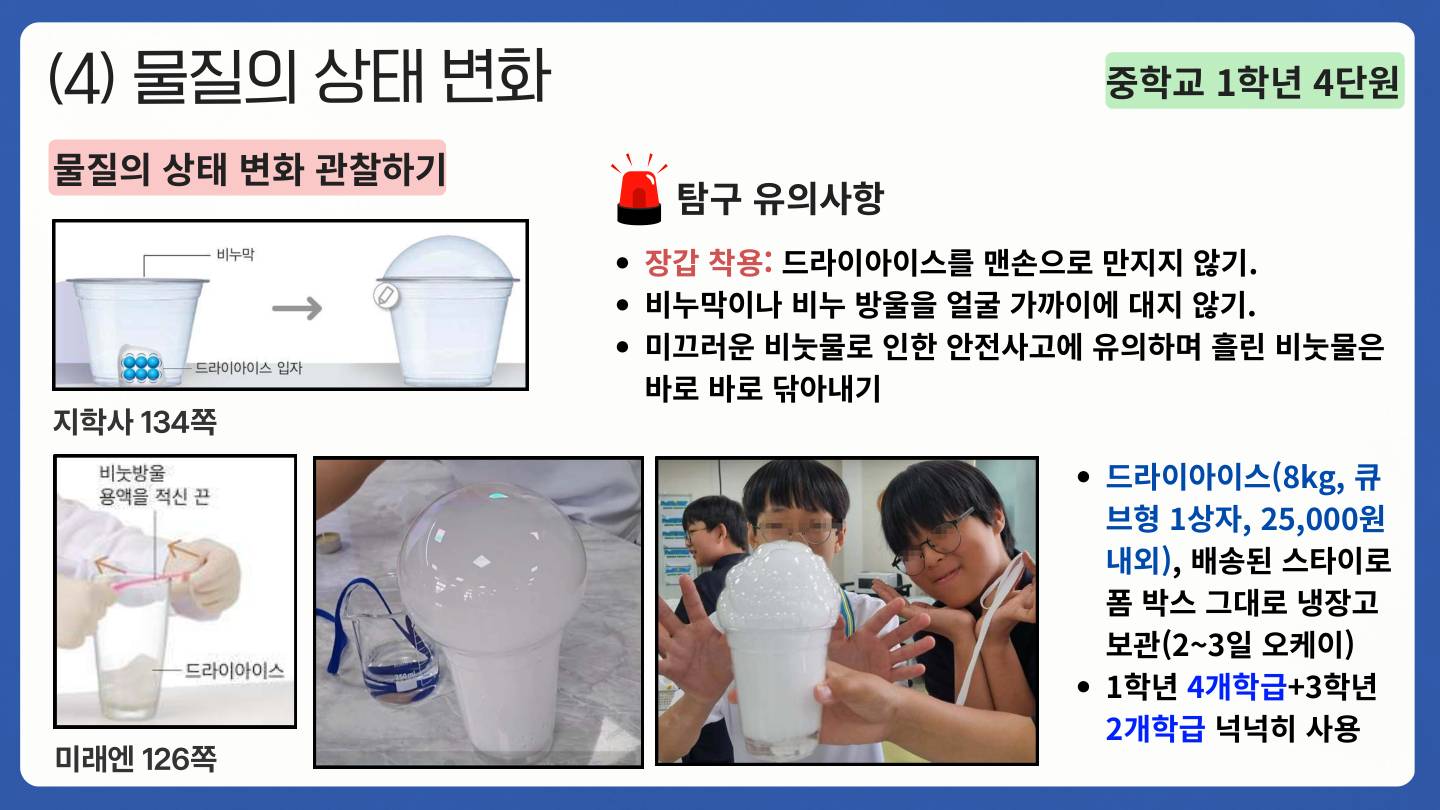 (4) 물질의 상태 변화
중학교 1학년 4단원
물질의 상태 변화 관찰하기
비누막
드라이아이스 입자
지학사 134쪽
탐구 유의사항
장갑 착용: 드라이아이스를 맨손으로 만지지 않기.
비누막이나 비누 방울을 얼굴 가까이에 대지 않기.
미끄러운 비눗물로 인한 안전사고에 유의하며 흘린 비눗물은
바로 바로 닦아내기
비눗방울
용액을 적신 끈
드라이아이스
미래엔 126쪽
250 ml
드라이아이스(8kg, 큐
브형 1상자, 25,000원
내외), 배송된 스타이로
폼 박스 그대로 냉장고
보관(2~3일 오케이)
1학년 4개학급+3학년
2개학급 넉넉히 사용